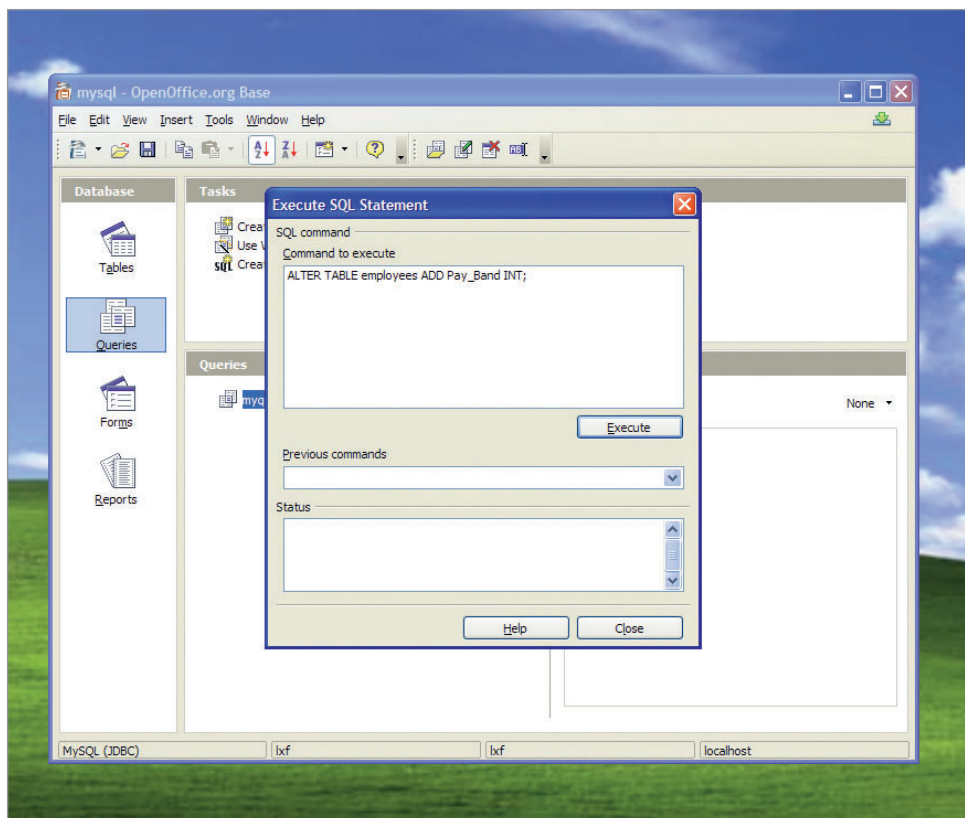 mysql - OpenOffice.org Base
File Edit View Insert Tools Window Help
Database
Tasks
Tables
Queries
Forms
Reports
Use
SQL
Queries
None
Execute SQL Statement
SQL command
Command to execute
ALTER TABLE employees ADD Pay_Band INT;
Execute
Previous commands
Status
Help Close
MySQL (JDBC) lxf lxf localhost